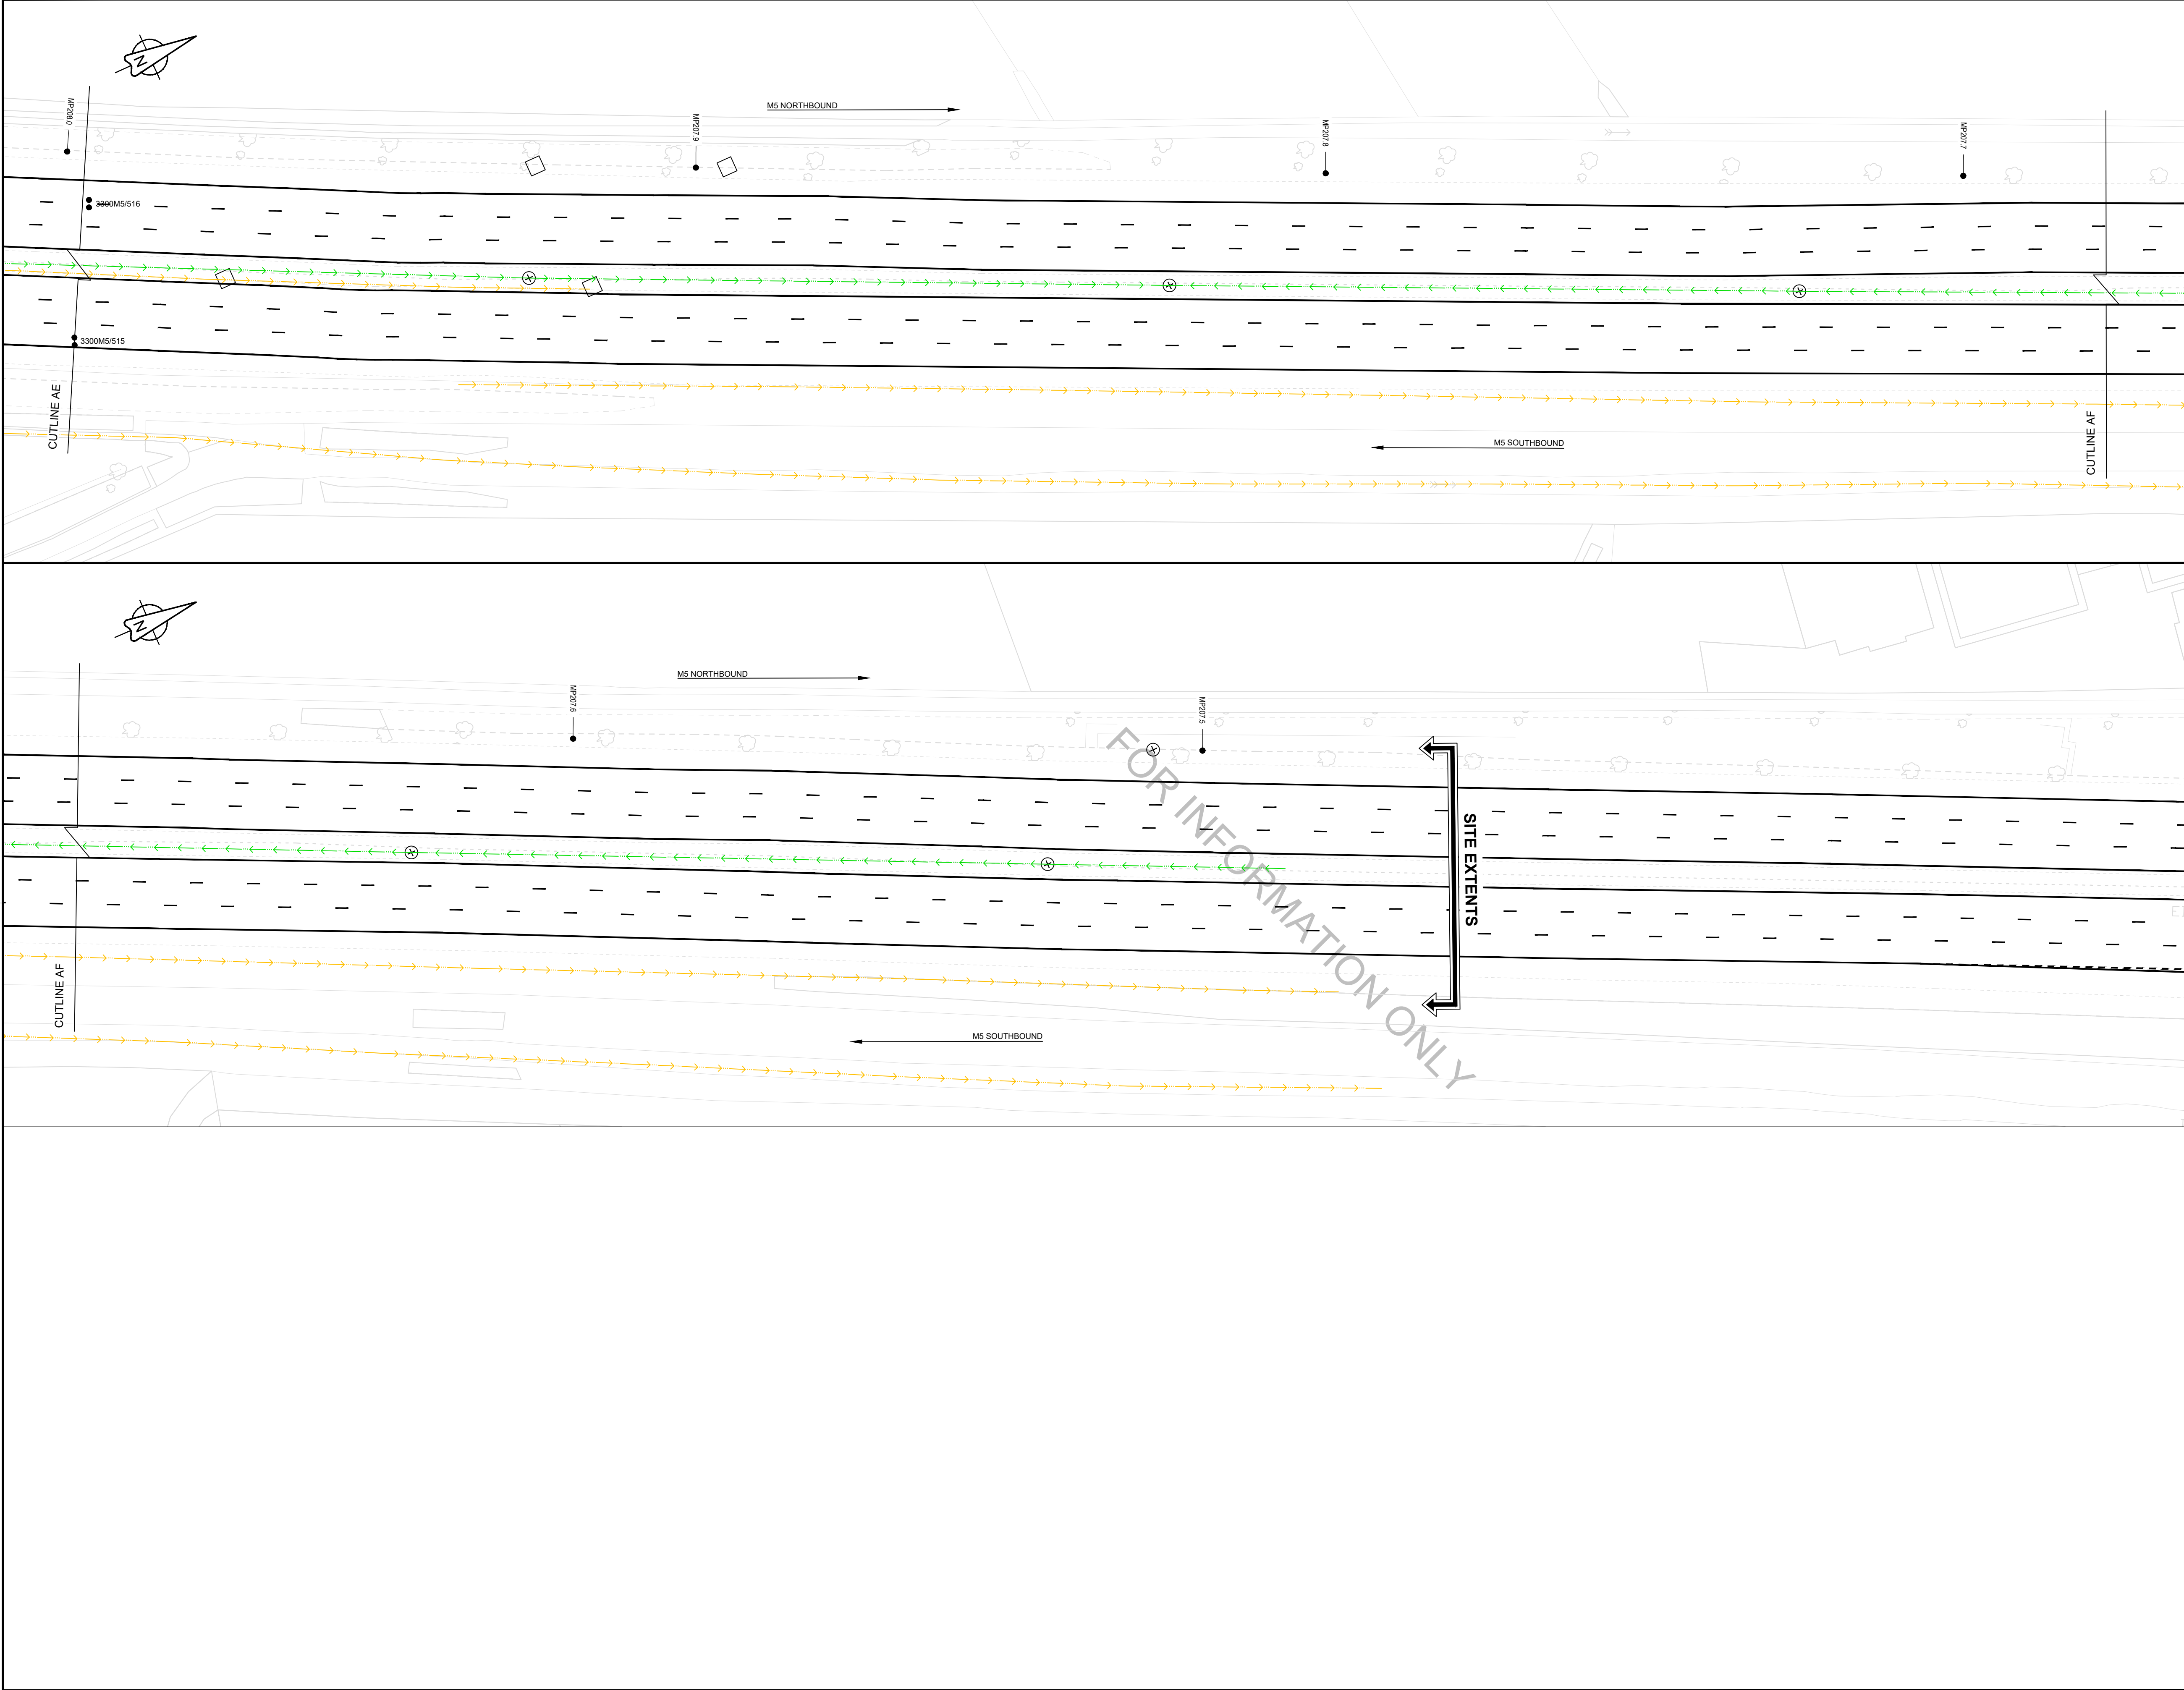 N
M5 NORTHBOUND
MP208.0
MP207.9
MP207.8
MP207.7
3300M5/516
3300M5/515
CUTLINE AE
CUTLINE AF
M5 SOUTHBOUND
N
M5 NORTHBOUND
MP207.6
MP207.5
FOR INFORMATION ONLY
SITE EXTENTS
CUTLINE AF
M5 SOUTHBOUND